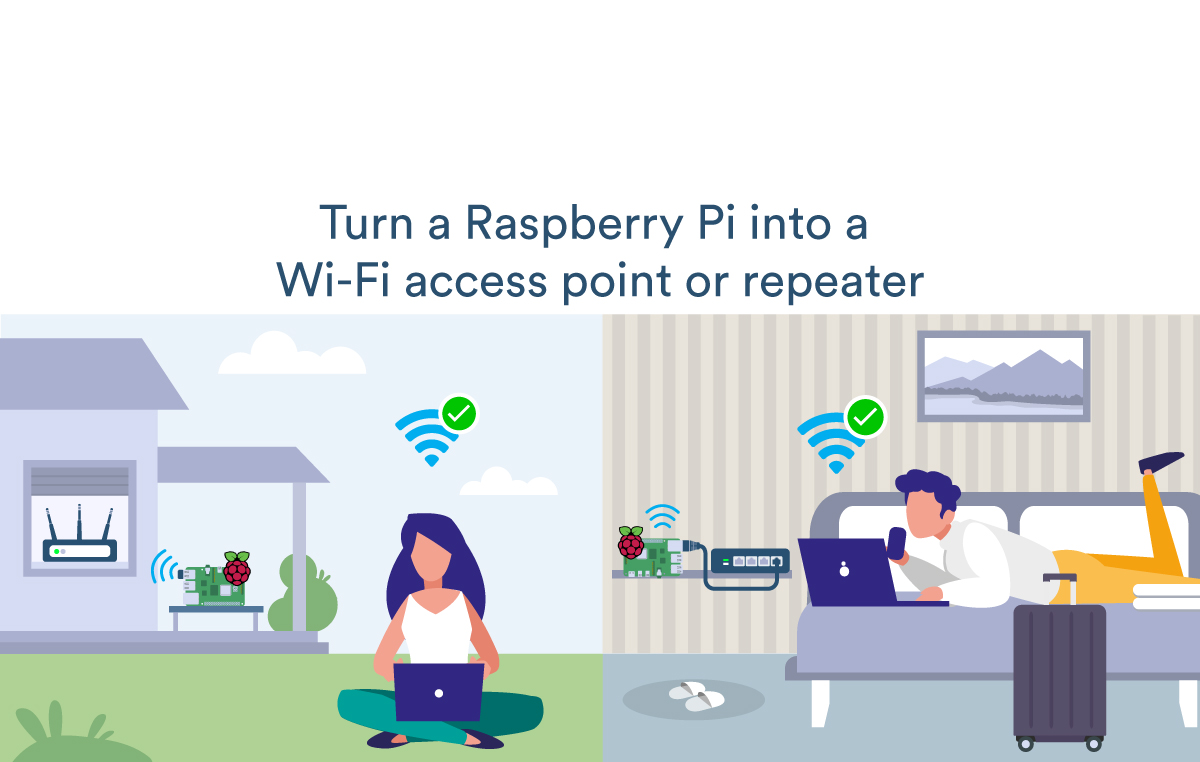 Turn a Raspberry Pi into a
Wi-Fi access point or repeater